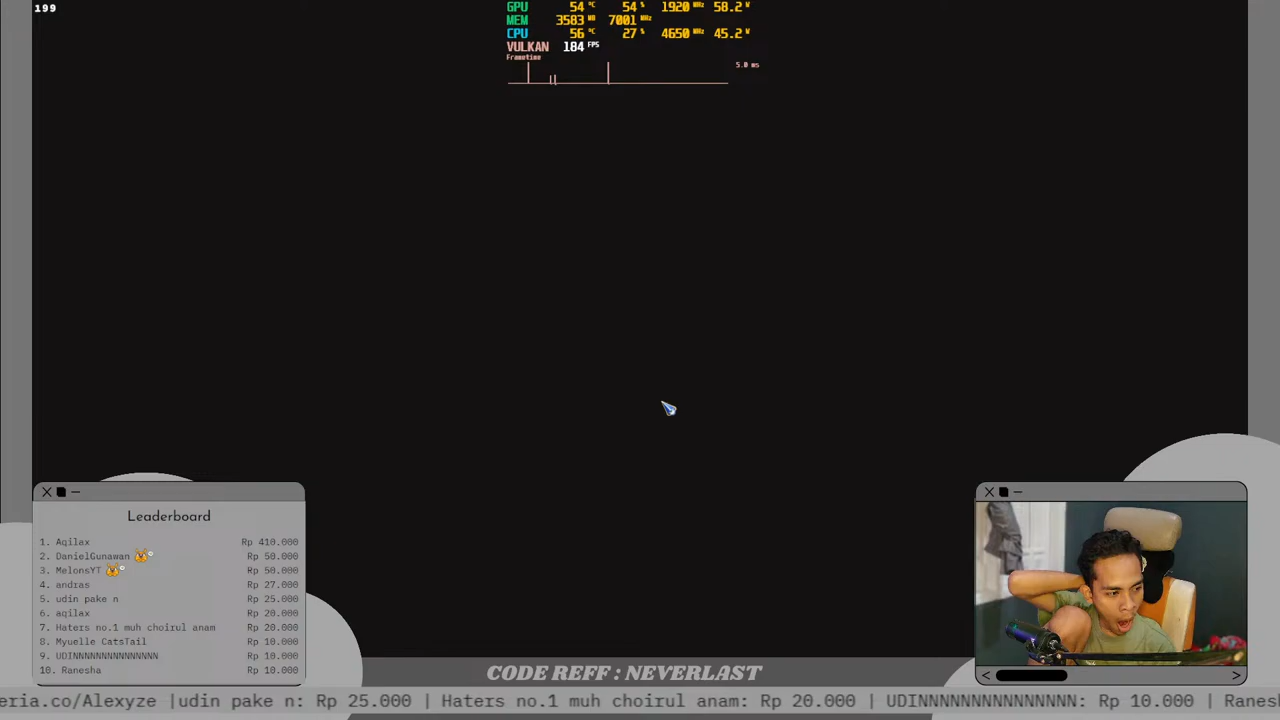 199
GPU 54 °C 54 % 1920 MHz 58.2 W
MEM 3583 MB 7001 MHz
CPU 56 °C 27 % 4650 MHz 45.2 W
VULKAN 184 FPS
Frametime
5.0 ms
Leaderboard
1. Aqilax Rp 410.000
2. DanielGunawan Rp 50.000
3. MelonsYT Rp 50.000
4. andras Rp 27.000
5. udin pake n Rp 25.000
6. aqilax Rp 20.000
7. Haters no.1 muh choirul anam Rp 20.000
8. Myuelle CatsTail Rp 10.000
9. UDINNNNNNNNNNNNNN Rp 10.000
10. Ranesha Rp 10.000
CODE REFF : NEVERLAST
eria.co/Alexyze |udin pake n: Rp 25.000 | Haters no.1 muh choirul anam: Rp 20.000 | UDINNNNNNNNNNNNNN: Rp 10.000 | Ranesh